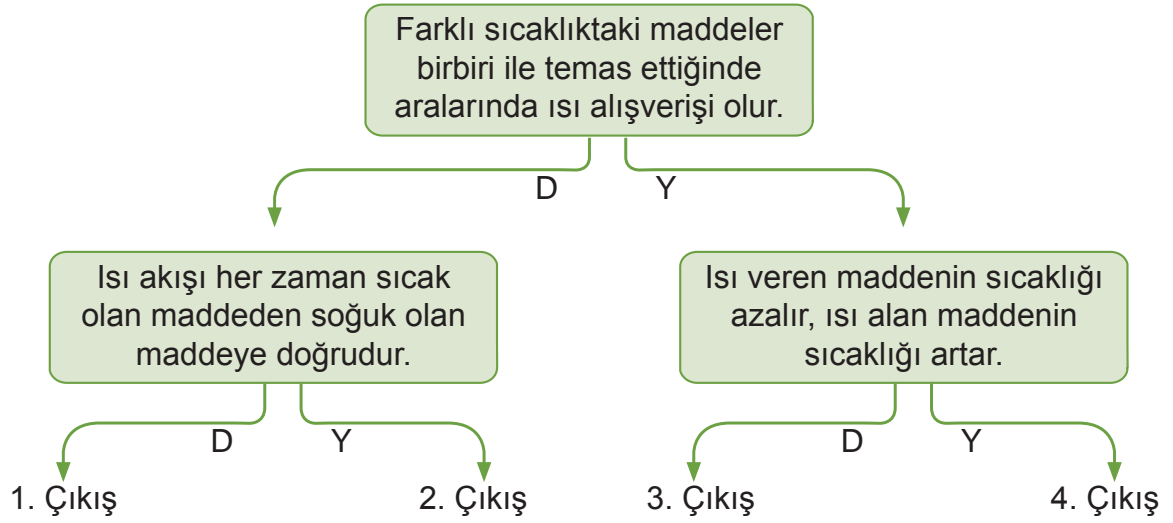 Farklı sıcaklıktaki maddeler
birbiri ile temas ettiğinde
aralarında ısı alışverişi olur.
D
Y
Isı akışı her zaman sıcak
olan maddeden soğuk olan
maddeye doğrudur.
Isı veren maddenin sıcaklığı
azalır, ısı alan maddenin
sıcaklığı artar.
D
Y
D
Y
1. Çıkış
2. Çıkış
3. Çıkış
4. Çıkış